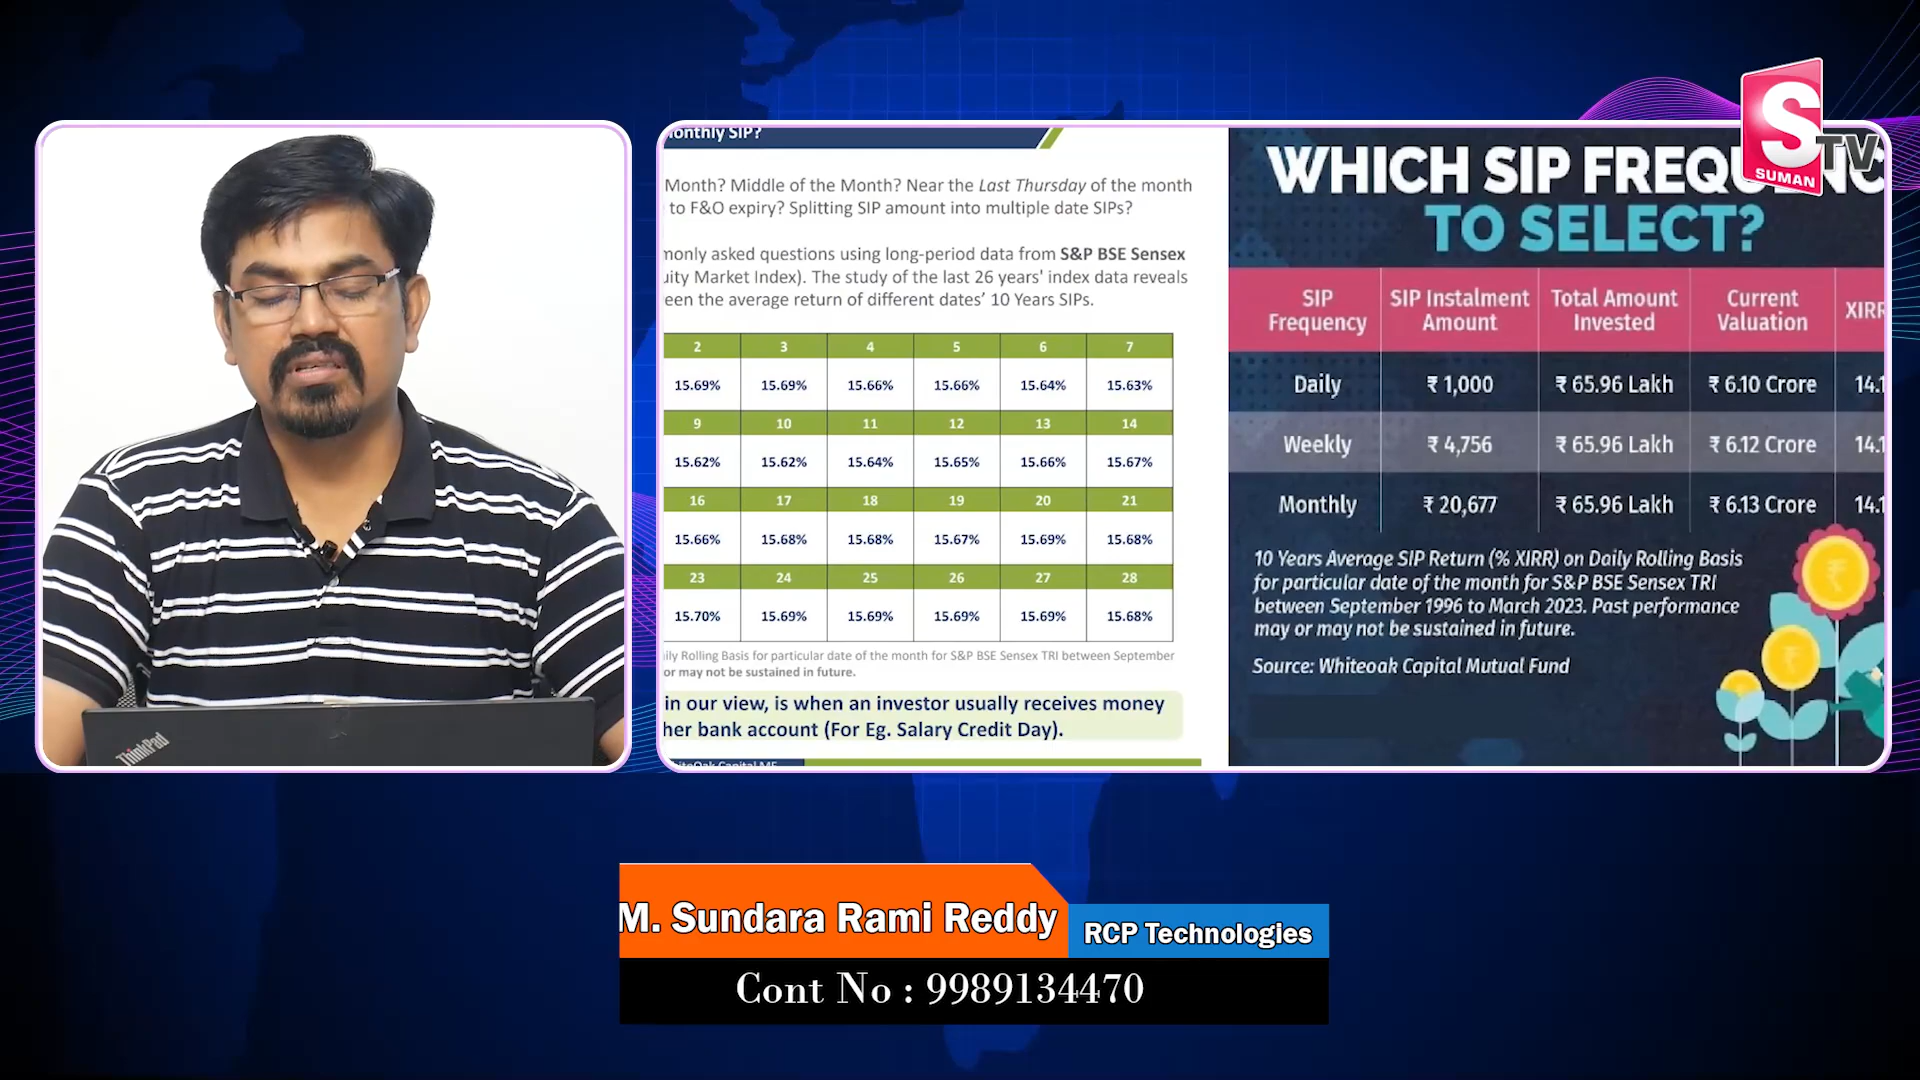 onthly SIP?
Month? Middle of the Month? Near the Last Thursday of the month
to F&O expiry? Splitting SIP amount into multiple date SIPs?
monly asked questions using long-period data from S&P BSE Sensex
uity Market Index). The study of the last 26 years' index data reveals
een the average return of different dates' 10 Years SIPs.
2 3 4 5 6 7
15.69% 15.69% 15.66% 15.66% 15.64% 15.63%
9 10 11 12 13 14
15.62% 15.62% 15.64% 15.65% 15.66% 15.67%
16 17 18 19 20 21
15.66% 15.68% 15.68% 15.67% 15.69% 15.68%
23 24 25 26 27 28
15.70% 15.69% 15.69% 15.69% 15.69% 15.68%
ily Rolling Basis for particular date of the month for S&P BSE Sensex TRI between September
or may not be sustained in future.
in our view, is when an investor usually receives money
her bank account (For Eg. Salary Credit Day).
iteOak Capital MF
S
SUMAN TV
WHICH SIP FREQU NC
TO SELECT?
SIP Frequency SIP Instalment Amount Total Amount Invested Current Valuation XIRR
Daily ₹ 1,000 ₹ 65.96 Lakh ₹ 6.10 Crore 14.1
Weekly ₹ 4,756 ₹ 65.96 Lakh ₹ 6.12 Crore 14.1
Monthly ₹ 20,677 ₹ 65.96 Lakh ₹ 6.13 Crore 14.1
10 Years Average SIP Return (% XIRR) on Daily Rolling Basis
for particular date of the month for S&P BSE Sensex TRI
between September 1996 to March 2023. Past performance
may or may not be sustained in future.
Source: Whiteoak Capital Mutual Fund
ThinkPad
M. Sundara Rami Reddy
RCP Technologies
Cont No : 9989134470